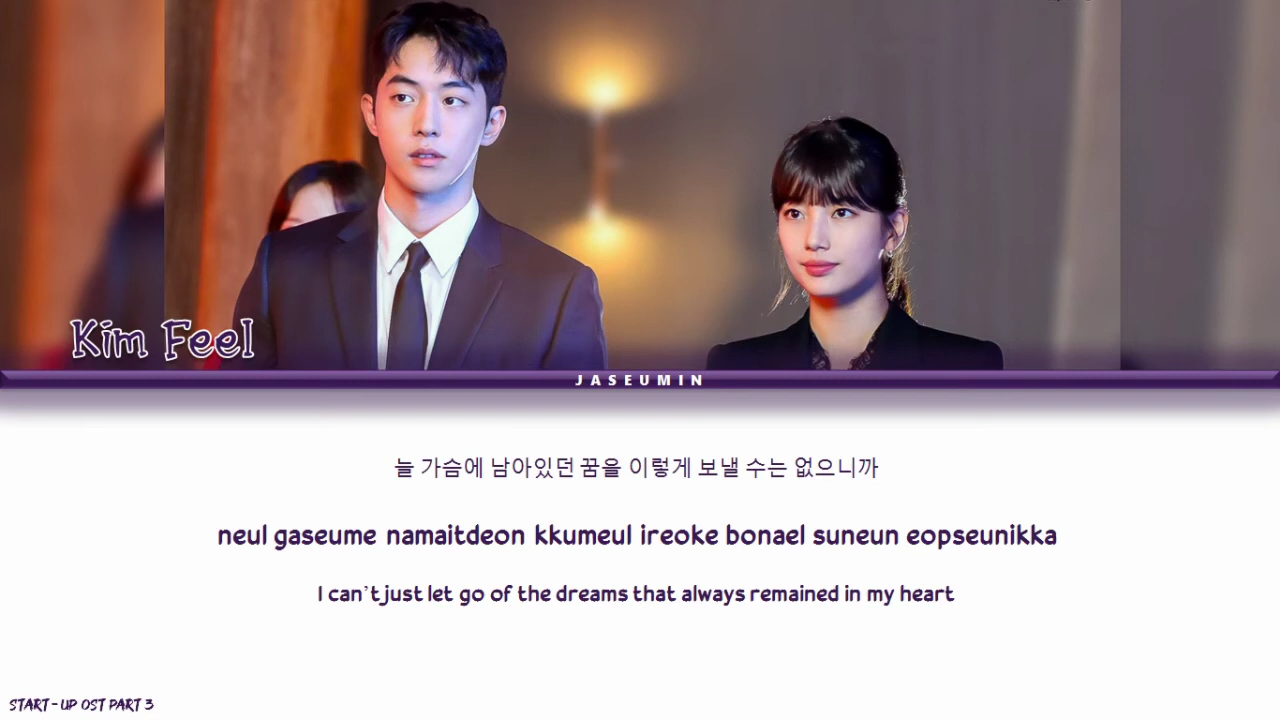 Kim Feel
JASEUMIN
늘 가슴에 남아있던 꿈을 이렇게 보낼 수는 없으니까
neul gaseume namaitdeon kkumeul ireoke bonael suneun eopseunikka
I can't just let go of the dreams that always remained in my heart
START-UP OST PART 3